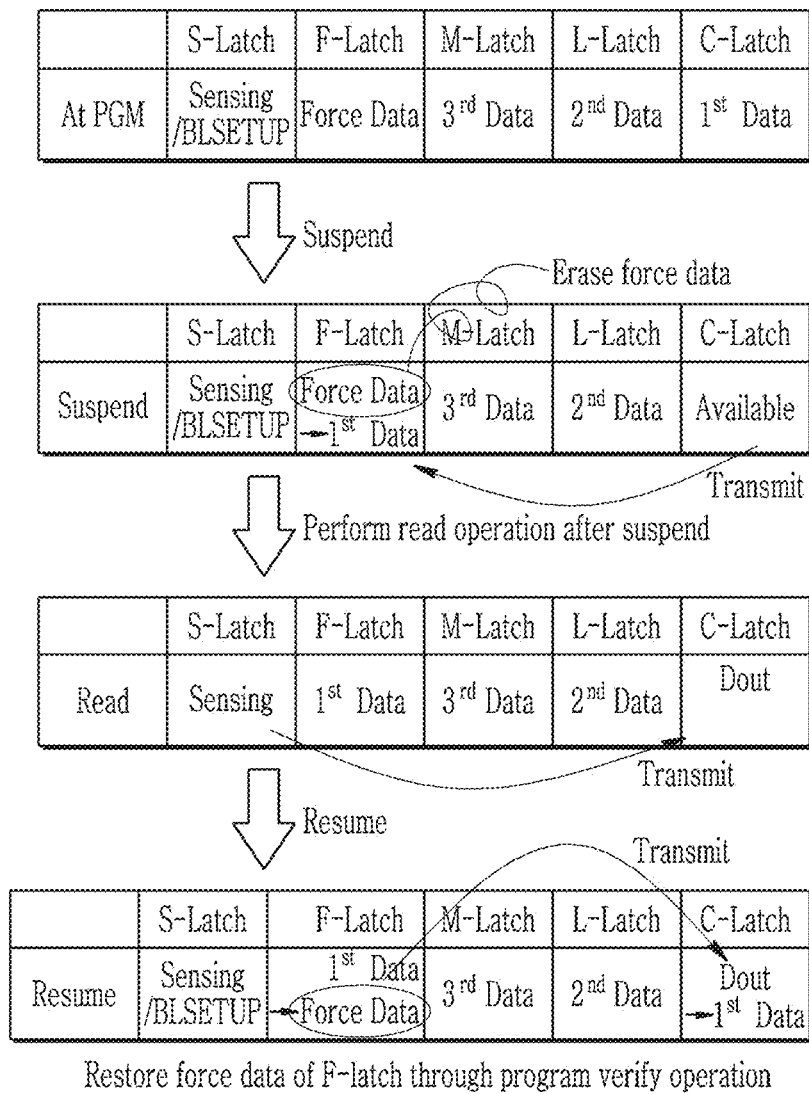 S-Latch F-Latch M-Latch L-Latch C-Latch
At PGM Sensing /BLSETUP Force Data 3rd Data 2nd Data 1st Data
Suspend
Erase force data
S-Latch F-Latch M-Latch L-Latch C-Latch
Suspend Sensing /BLSETUP Force Data →1st Data 3rd Data 2nd Data Available
Transmit
Perform read operation after suspend
S-Latch F-Latch M-Latch L-Latch C-Latch
Read Sensing 1st Data 3rd Data 2nd Data Dout
Transmit
Resume
Transmit
S-Latch F-Latch M-Latch L-Latch C-Latch
Resume Sensing /BLSETUP 1st Data →Force Data 3rd Data 2nd Data Dout →1st Data
Restore force data of F-latch through program verify operation